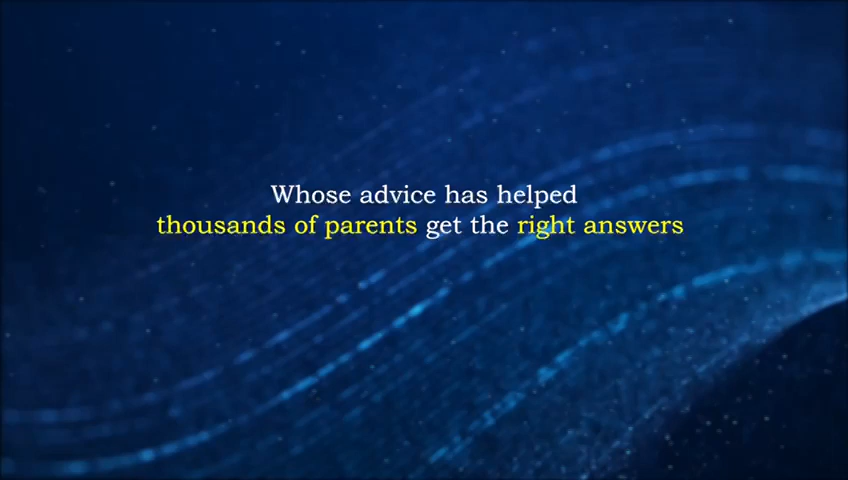 Whose advice has helped
thousands of parents get the right answers